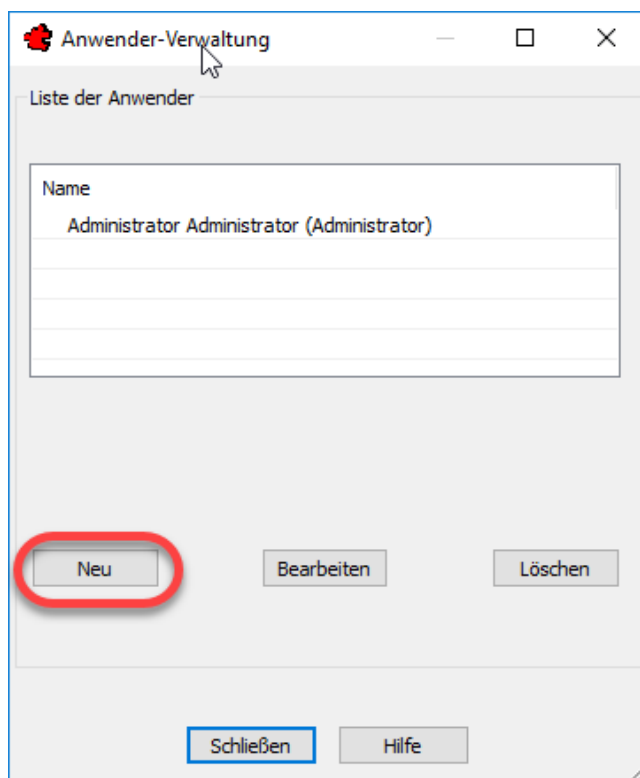 Anwender-Verwaltung
Liste der Anwender
Name
Administrator Administrator (Administrator)
Neu Bearbeiten Löschen
Schließen Hilfe